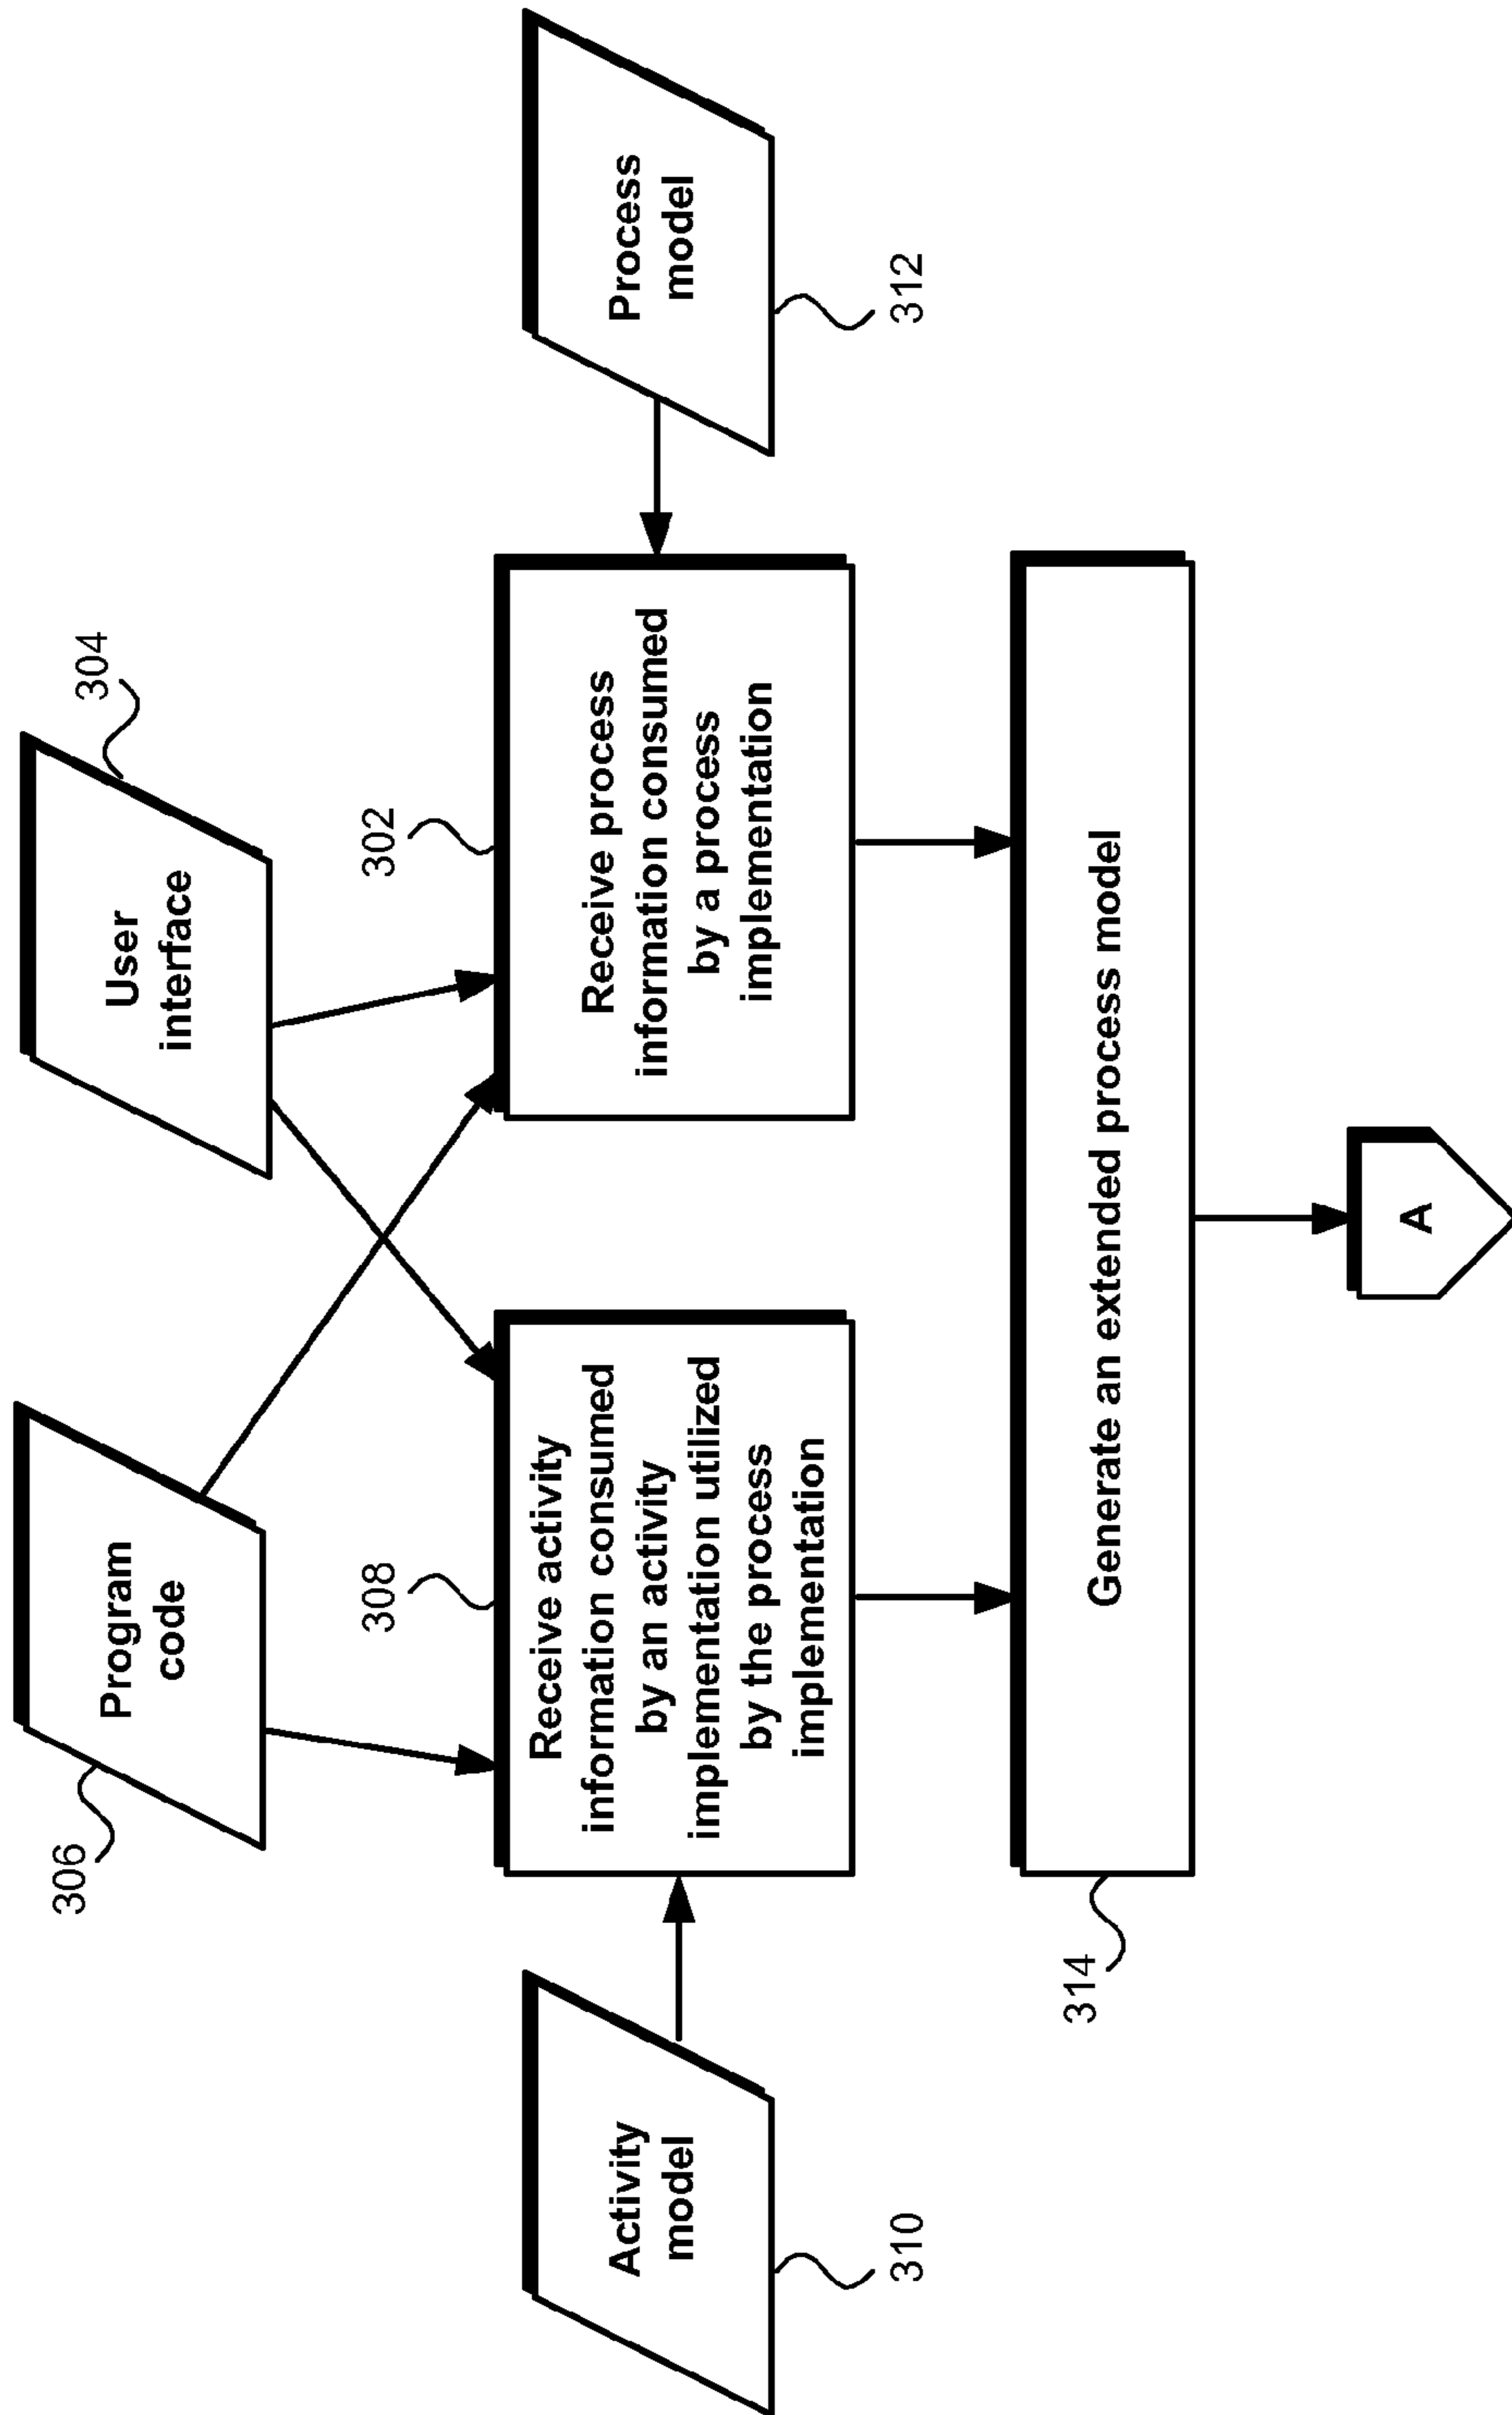 306
Program
code
304
User
interface
308
302
Activity
model
310
Receive activity
information consumed
by an activity
implementation utilized
by the process
implementation
Receive process
information consumed
by a process
implementation
Process
model
312
314
Generate an extended process model
A